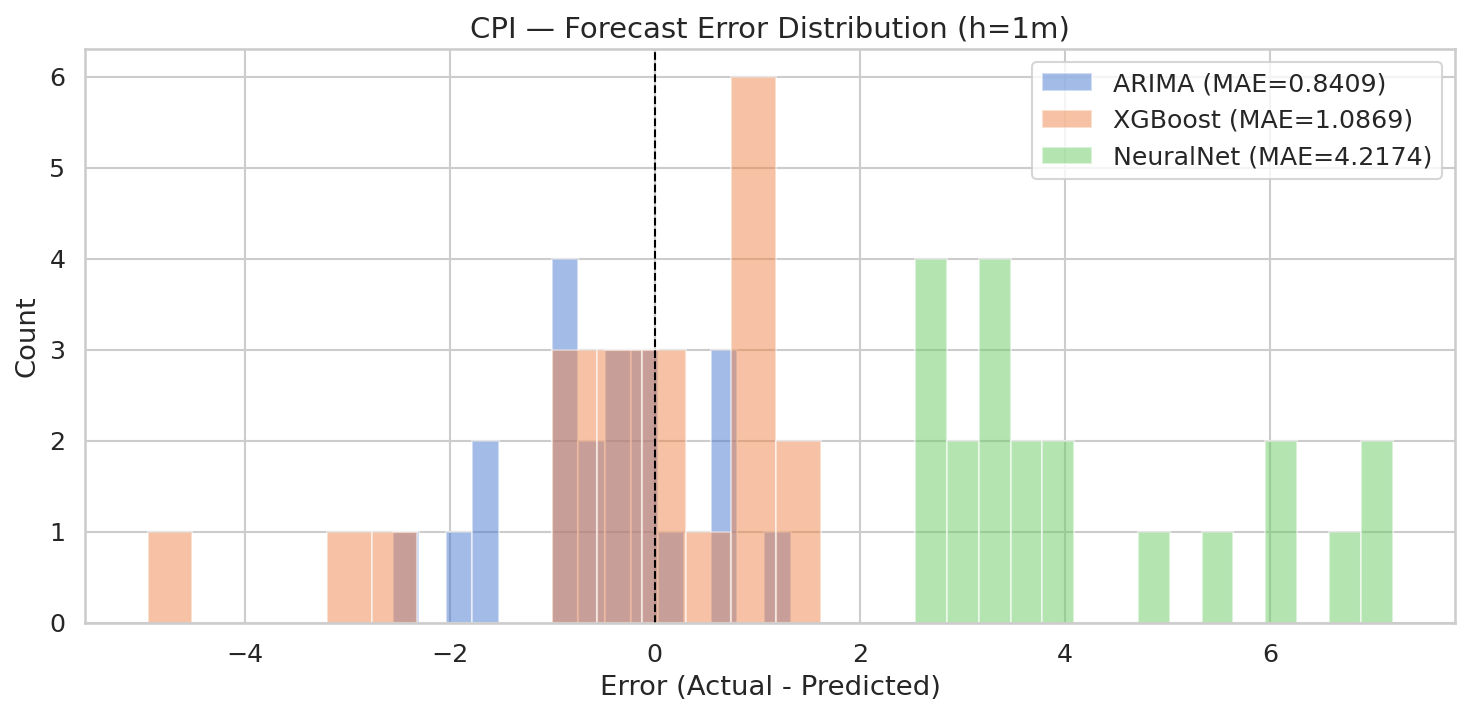 CPI — Forecast Error Distribution (h=1m)
ARIMA (MAE=0.8409)
XGBoost (MAE=1.0869)
NeuralNet (MAE=4.2174)
Count
6
5
4
3
2
1
0
−4
−2
0
2
4
6
Error (Actual - Predicted)